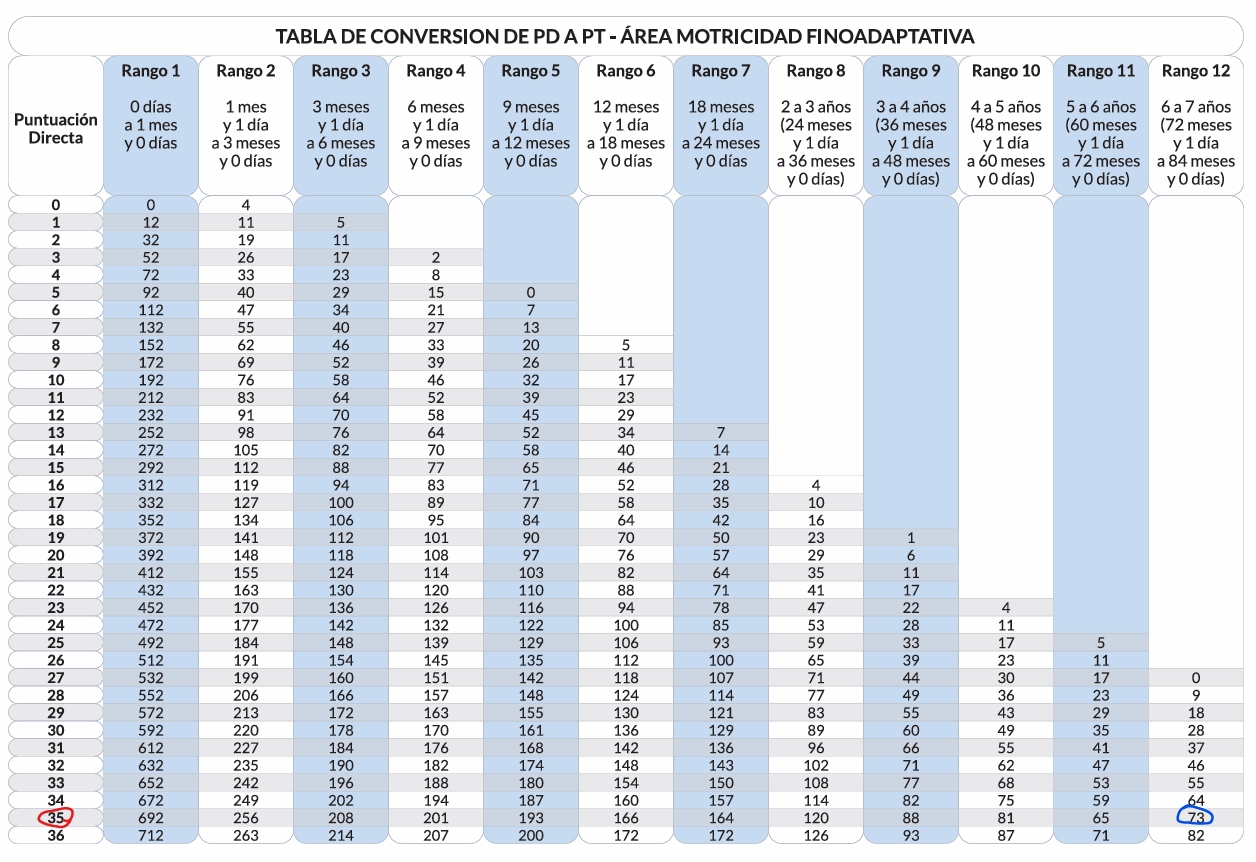 TABLA DE CONVERSION DE PD A PT - ÁREA MOTRICIDAD FINOADAPTATIVA
Puntuación Directa | Rango 1 | Rango 2 | Rango 3 | Rango 4 | Rango 5 | Rango 6 | Rango 7 | Rango 8 | Rango 9 | Rango 10 | Rango 11 | Rango 12
0 días a 1 mes y 0 días | 1 mes y 1 día a 3 meses y 0 días | 3 meses y 1 día a 6 meses y 0 días | 6 meses y 1 día a 9 meses y 0 días | 9 meses y 1 día a 12 meses y 0 días | 12 meses y 1 día a 18 meses y 0 días | 18 meses y 1 día a 24 meses y 0 días | 2 a 3 años (24 meses y 1 día a 36 meses y 0 días) | 3 a 4 años (36 meses y 1 día a 48 meses y 0 días) | 4 a 5 años (48 meses y 1 día a 60 meses y 0 días) | 5 a 6 años (60 meses y 1 día a 72 meses y 0 días) | 6 a 7 años (72 meses y 1 día a 84 meses y 0 días)
0 0 4
1 12 11 5
2 32 19 11
3 52 26 17 2
4 72 33 23 8
5 92 40 29 15 0
6 112 47 34 21 7
7 132 55 40 27 13
8 152 62 46 33 20 5
9 172 69 52 39 26 11
10 192 76 58 46 32 17
11 212 83 64 52 39 23
12 232 91 70 58 45 29
13 252 98 76 64 52 34 7
14 272 105 82 70 58 40 14
15 292 112 88 77 65 46 21
16 312 119 94 83 71 52 28 4
17 332 127 100 89 77 58 35 10
18 352 134 106 95 84 64 42 16
19 372 141 112 101 90 70 50 23 1
20 392 148 118 108 97 76 57 29 6
21 412 155 124 114 103 82 64 35 11
22 432 163 130 120 110 88 71 41 17
23 452 170 136 126 116 94 78 47 22 4
24 472 177 142 132 122 100 85 53 28 11
25 492 184 148 139 129 106 93 59 33 17 5
26 512 191 154 145 135 112 100 65 39 23 11
27 532 199 160 151 142 118 107 71 44 30 17 0
28 552 206 166 157 148 124 114 77 49 36 23 9
29 572 213 172 163 155 130 121 83 55 43 29 18
30 592 220 178 170 161 136 129 89 60 49 35 28
31 612 227 184 176 168 142 136 96 66 55 41 37
32 632 235 190 182 174 148 143 102 71 62 47 46
33 652 242 196 188 180 154 150 108 77 68 53 55
34 672 249 202 194 187 160 157 114 82 75 59 64
35 692 256 208 201 193 166 164 120 88 81 65 73
36 712 263 214 207 200 172 172 126 93 87 71 82